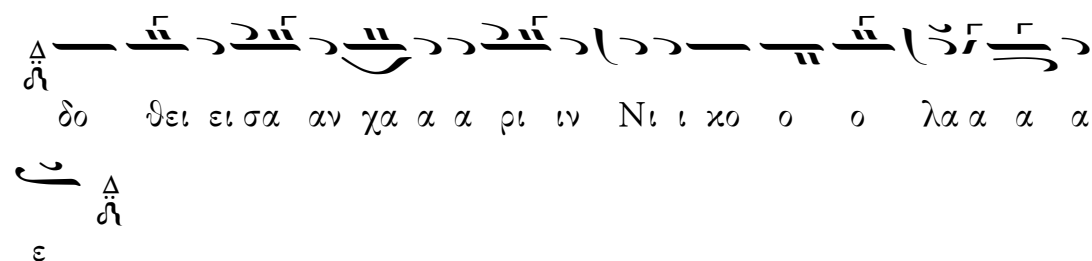 δο θει ει σα αν χα α α ρι ιν Νι ι κο ο ο λα α α α
ε